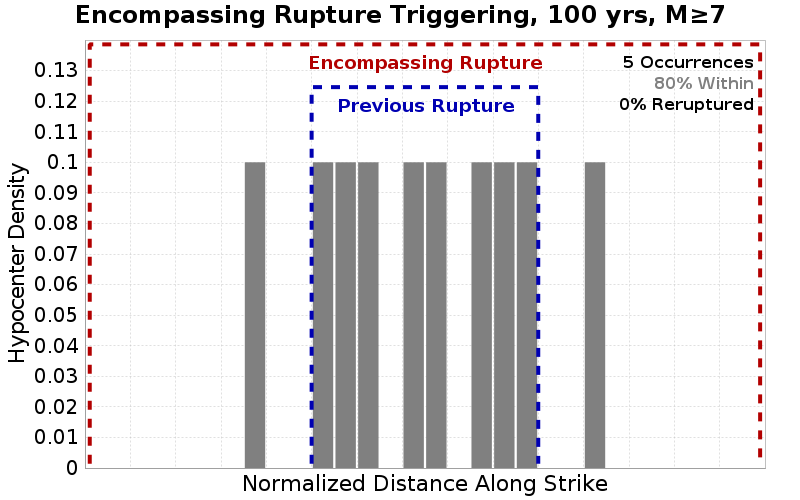 Encompassing Rupture Triggering, 100 yrs, M≥7
Encompassing Rupture
Previous Rupture
5 Occurrences
80% Within
0% Reruptured
Hypocenter Density
0.13
0.12
0.11
0.1
0.09
0.08
0.07
0.06
0.05
0.04
0.03
0.02
0.01
0
Normalized Distance Along Strike